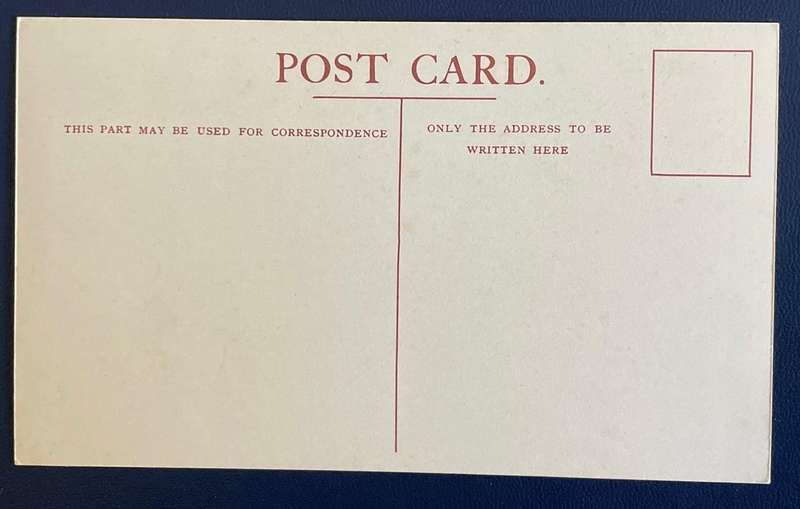 POST CARD.
THIS PART MAY BE USED FOR CORRESPONDENCE
ONLY THE ADDRESS TO BE
WRITTEN HERE